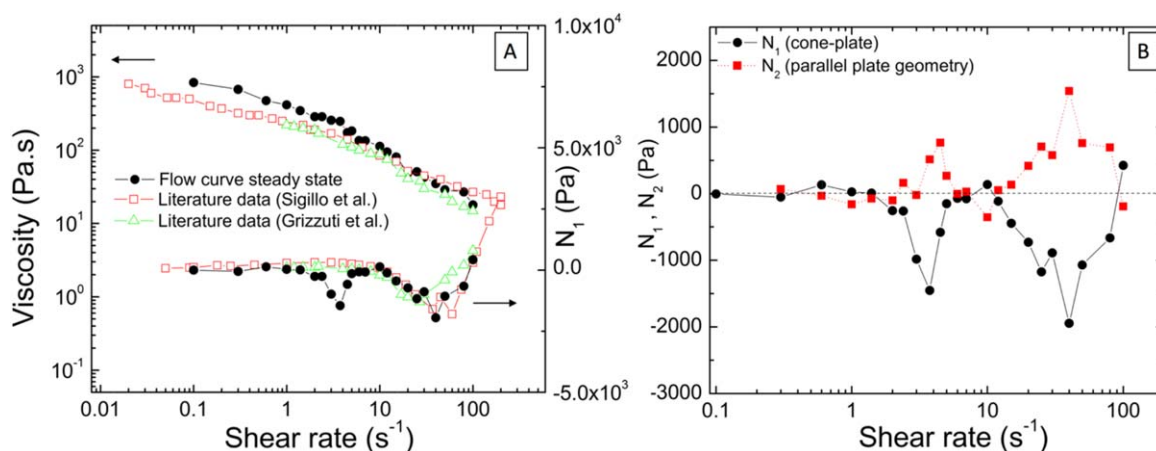 A
Viscosity (Pa.s)
10³
10²
10¹
10⁰
10⁻¹
1.0x10⁴
5.0x10³
0.0
-5.0x10³
N₁ (Pa)
Flow curve steady state
Literature data (Sigillo et al.)
Literature data (Grizzuti et al.)
0.01 0.1 1 10 100
Shear rate (s⁻¹)
B
N₁ (cone-plate)
N₂ (parallel plate geometry)
N₁ , N₂ (Pa)
2000
1000
0
-1000
-2000
-3000
0.1 1 10 100
Shear rate (s⁻¹)